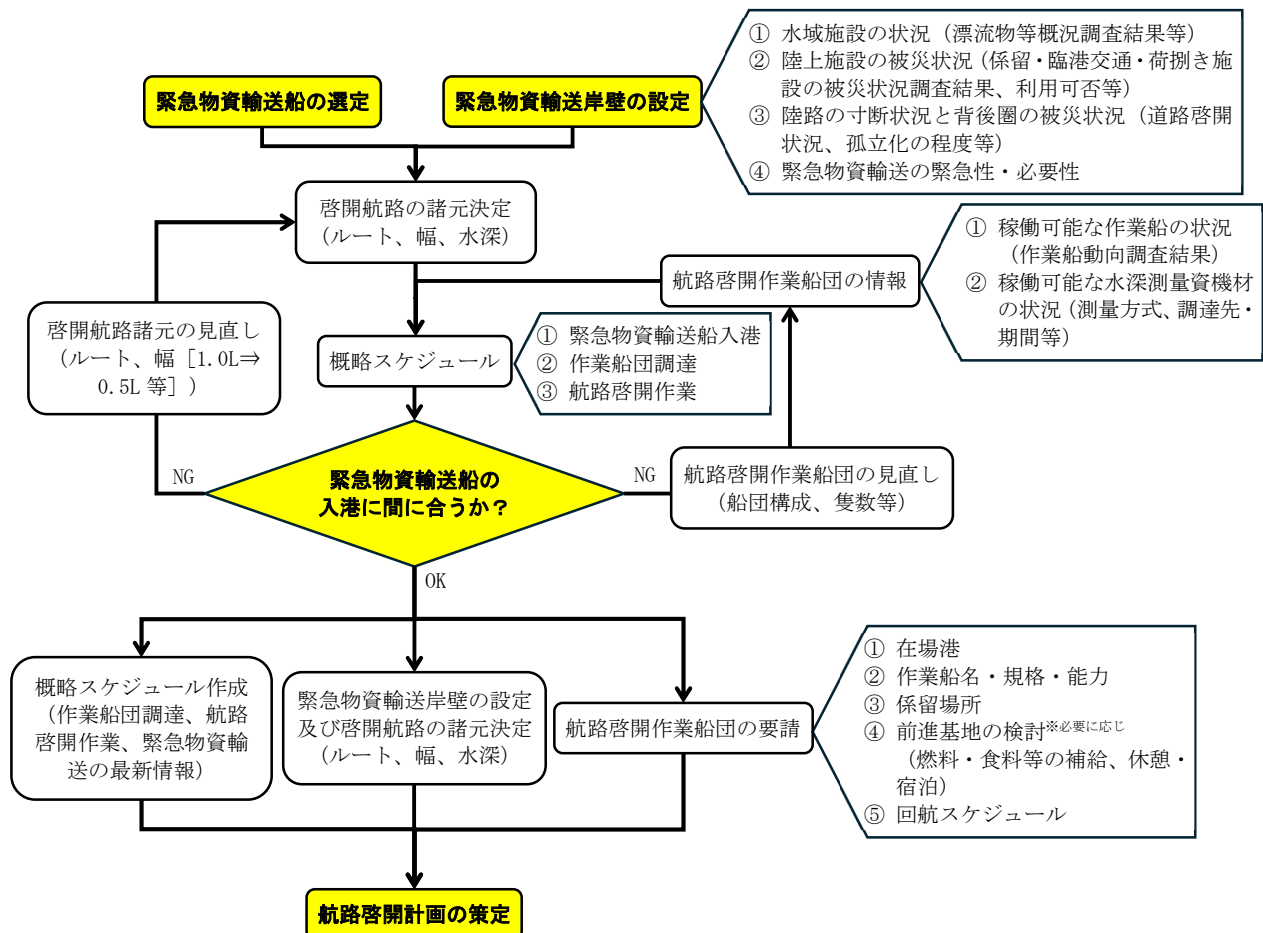 緊急物資輸送船の選定
緊急物資輸送岸壁の設定
① 水域施設の状況（漂流物等概況調査結果等）
② 陸上施設の被災状況（係留・臨港交通・荷捌き施
設の被災状況調査結果、利用可否等）
③ 陸路の寸断状況と背後圏の被災状況（道路啓開
状況、孤立化の程度等）
④ 緊急物資輸送の緊急性・必要性
啓開航路の諸元決定
（ルート、幅、水深）
航路啓開作業船団の情報
① 稼働可能な作業船の状況
（作業船動向調査結果）
② 稼働可能な水深測量資機材
の状況（測量方式、調達先・
期間等）
啓開航路諸元の見直し
（ルート、幅［1.0L⇒
0.5L 等］）
概略スケジュール
① 緊急物資輸送船入港
② 作業船団調達
③ 航路啓開作業
NG
緊急物資輸送船の
入港に間に合うか？
NG
航路啓開作業船団の見直し
（船団構成、隻数等）
OK
概略スケジュール作成
（作業船団調達、航路
啓開作業、緊急物資輸
送の最新情報）
緊急物資輸送岸壁の設定
及び啓開航路の諸元決定
（ルート、幅、水深）
航路啓開作業船団の要請
① 在場港
② 作業船名・規格・能力
③ 係留場所
④ 前進基地の検討※必要に応じ
（燃料・食料等の補給、休憩・
宿泊）
⑤ 回航スケジュール
航路啓開計画の策定